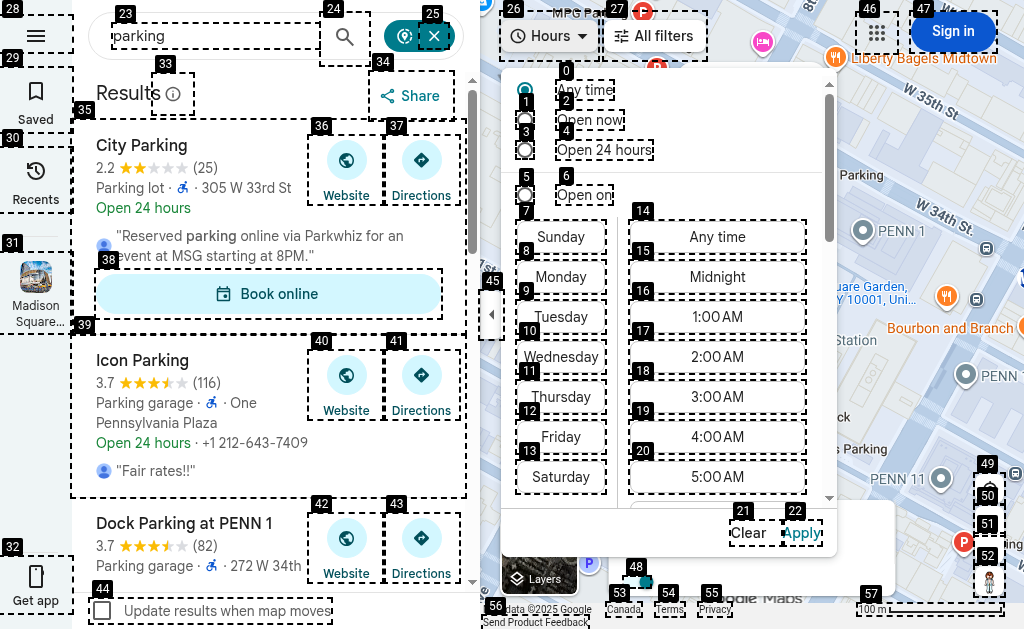 28
23
parking
24
25
26
Hours
27
All filters
46
47
Sign in
MPG Parking
Liberty Bagels Midtown
W 35th St
W 34th St
29
Saved
30
Recents
31
Madison
Square...
32
Get app
33
Results
34
Share
35
City Parking
2.2 (25)
Parking lot · 305 W 33rd St
Open 24 hours
"Reserved parking online via Parkwhiz for an
event at MSG starting at 8PM."
36
Website
37
Directions
38
Book online
39
Icon Parking
3.7 (116)
Parking garage · One
Pennsylvania Plaza
Open 24 hours · +1 212-643-7409
"Fair rates!!"
40
Website
41
Directions
Dock Parking at PENN 1
3.7 (82)
Parking garage · 272 W 34th
42
Website
43
Directions
44
Update results when map moves
45
0
Any time
1
2
Open now
3
4
Open 24 hours
5
6
Open on
7
Sunday
8
Monday
9
Tuesday
10
Wednesday
11
Thursday
12
Friday
13
Saturday
14
Any time
15
Midnight
16
1:00 AM
17
2:00 AM
18
3:00 AM
19
4:00 AM
20
5:00 AM
21
Clear
22
Apply
Parking
PENN 1
Square Garden,
NY 10001, Uni...
Bourbon and Branch
Station
PENN
s Parking
PENN 11
49
50
51
52
Layers
48
Google Maps
56
data ©2025 Google
53
Canada
54
Terms
55
Privacy
57
100 m
Send Product Feedback